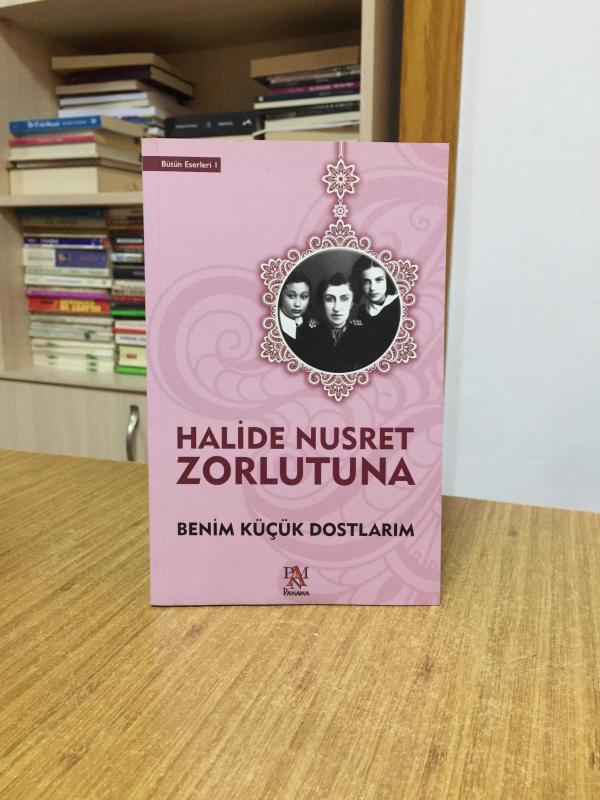 Bütün Eserleri 1
HALİDE NUSRET
ZORLUTUNA
BENİM KÜÇÜK DOSTLARIM
PANAMA